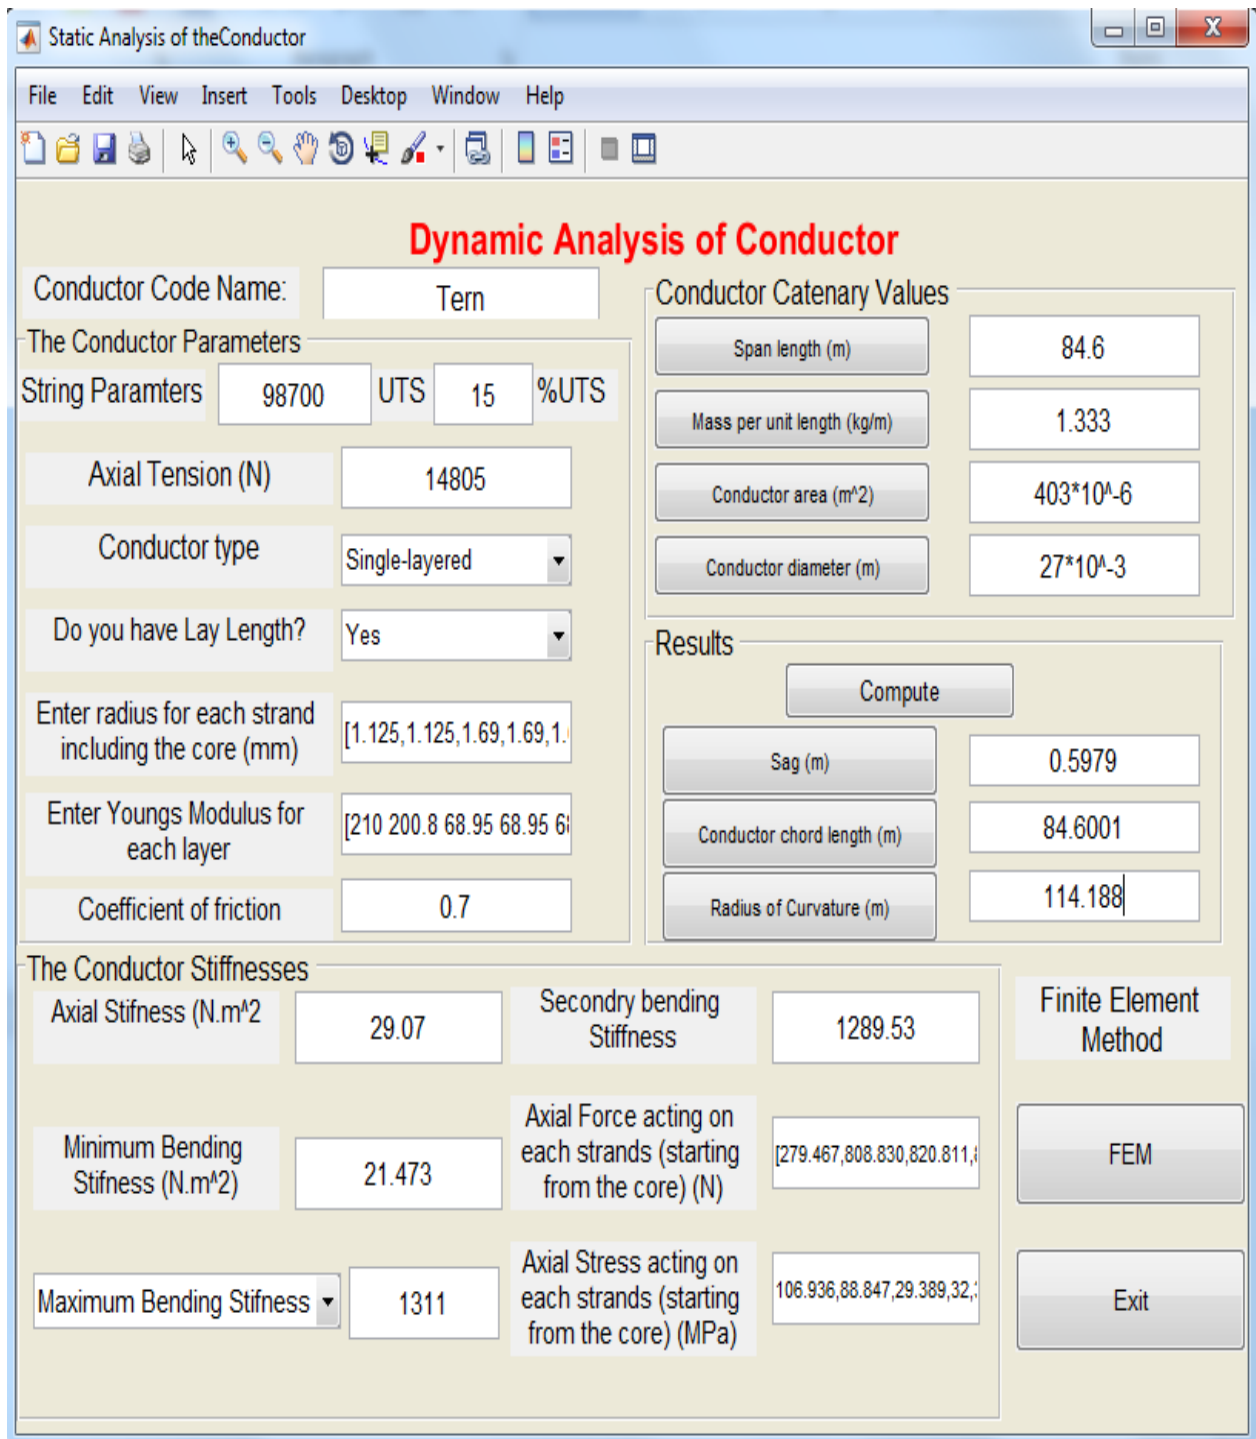 Static Analysis of theConductor
X
File Edit View Insert Tools Desktop Window Help
Dynamic Analysis of Conductor
Conductor Code Name:
Tern
The Conductor Parameters
String Paramters
98700
UTS
15
%UTS
Axial Tension (N)
14805
Conductor type
Single-layered
Do you have Lay Length?
Yes
Enter radius for each strand
including the core (mm)
[1.125,1.125,1.69,1.69,1.
Enter Youngs Modulus for
each layer
[210 200.8 68.95 68.95
Coefficient of friction
0.7
Conductor Catenary Values
Span length (m)
84.6
Mass per unit length (kg/m)
1.333
Conductor area (m^2)
403*10^-6
Conductor diameter (m)
27*10^-3
Results
Compute
Sag (m)
0.5979
Conductor chord length (m)
84.6001
Radius of Curvature (m)
114.188
The Conductor Stiffnesses
Axial Stifness (N.m^2
29.07
Secondry bending
Stiffness
1289.53
Minimum Bending
Stifness (N.m^2)
21.473
Axial Force acting on
each strands (starting
from the core) (N)
[279.467,808.830,820.811,
Maximum Bending Stifness
1311
Axial Stress acting on
each strands (starting
from the core) (MPa)
106.936,88.847,29.389,32,
Finite Element
Method
FEM
Exit